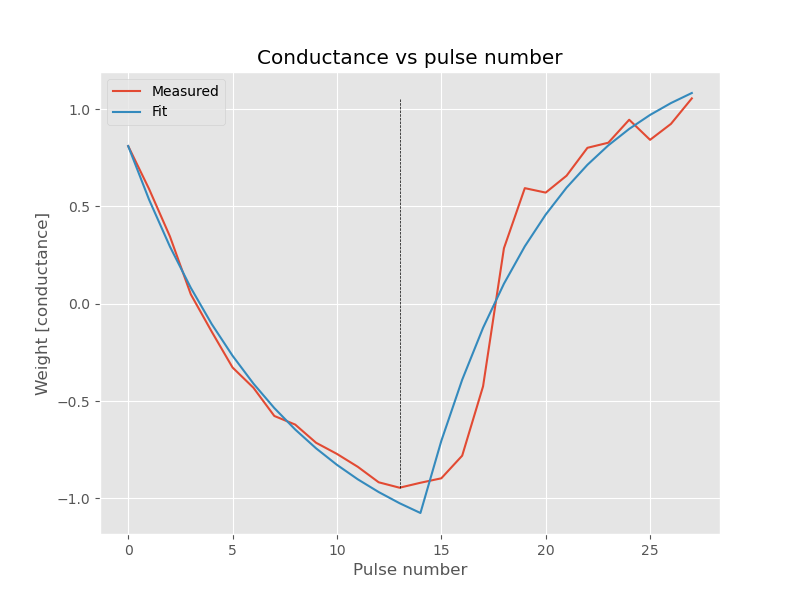 Conductance vs pulse number
Measured
Fit
1.0
0.5
0.0
−0.5
−1.0
Weight [conductance]
0 5 10 15 20 25
Pulse number